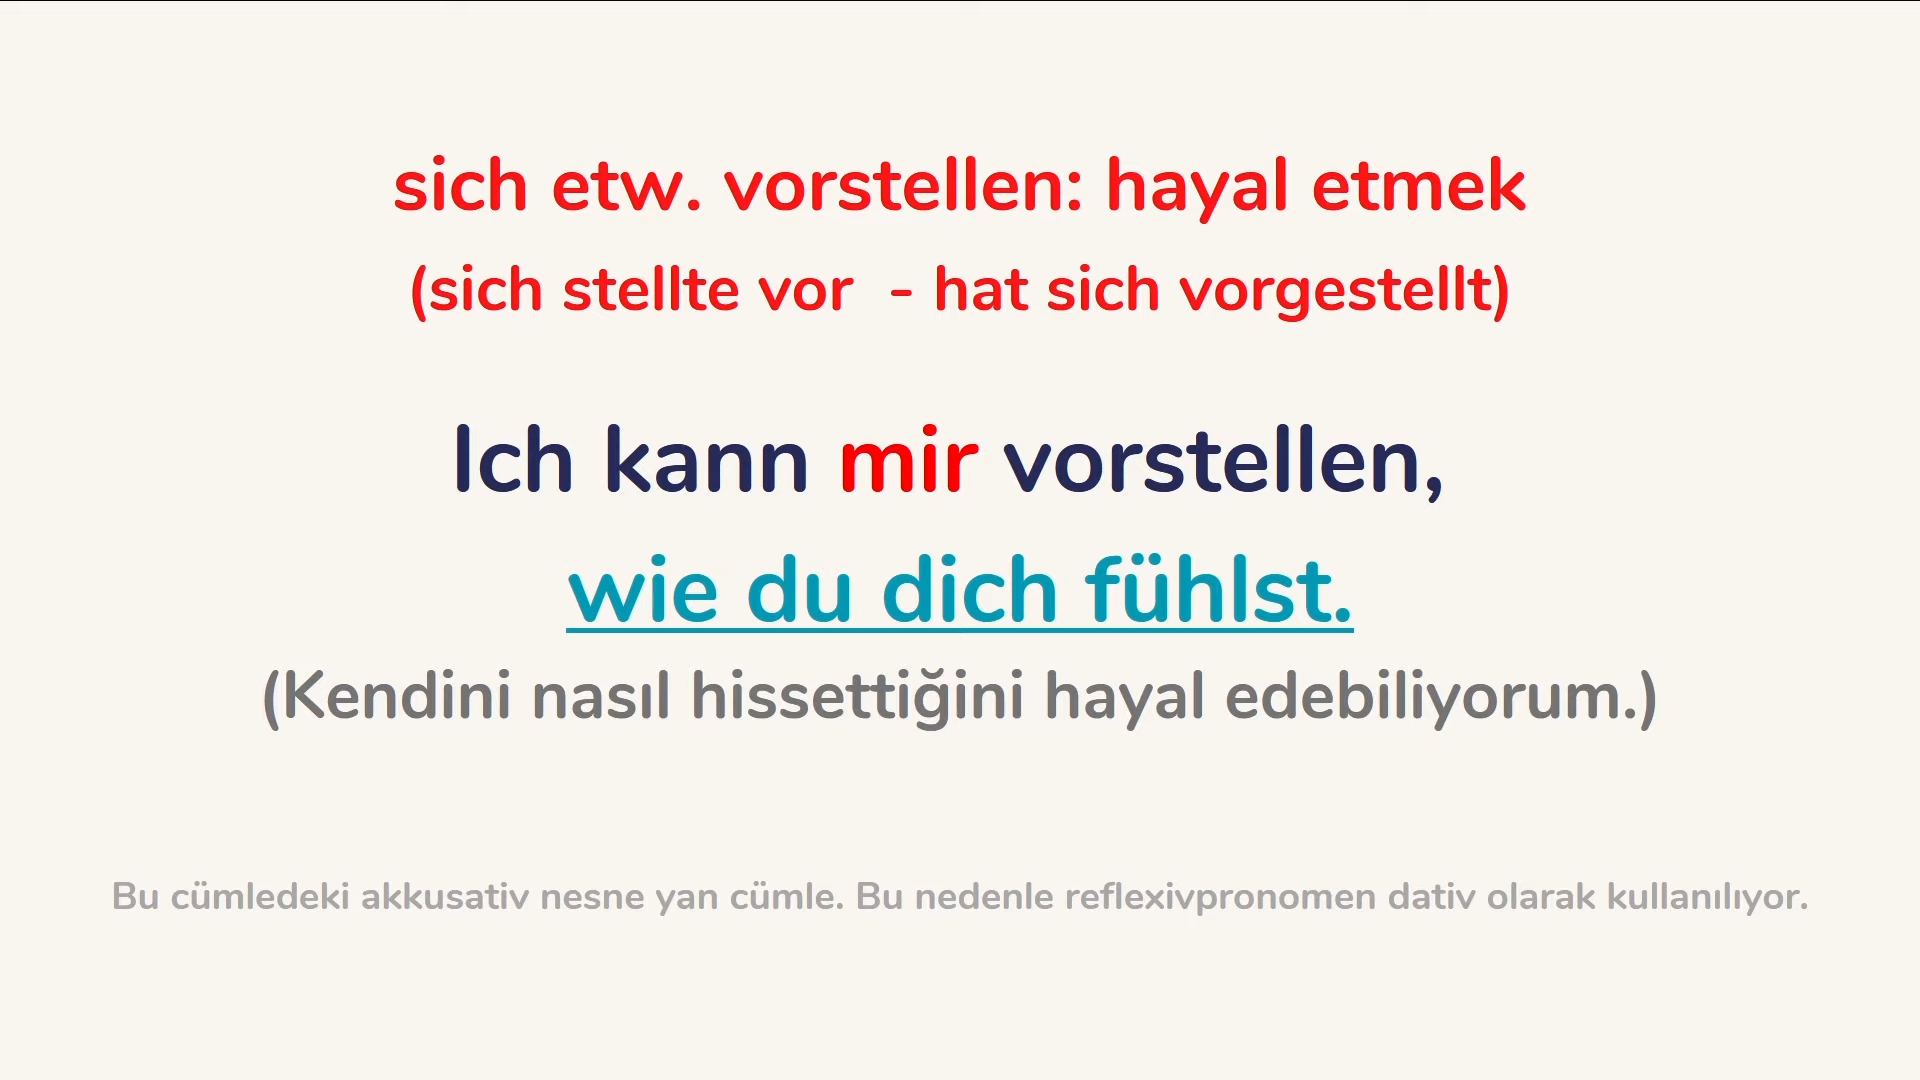 sich etw. vorstellen: hayal etmek
(sich stellte vor - hat sich vorgestellt)
Ich kann mir vorstellen,
wie du dich fühlst.
(Kendini nasıl hissettiğini hayal edebiliyorum.)
Bu cümledeki akkusativ nesne yan cümle. Bu nedenle reflexivpronomen dativ olarak kullanılıyor.